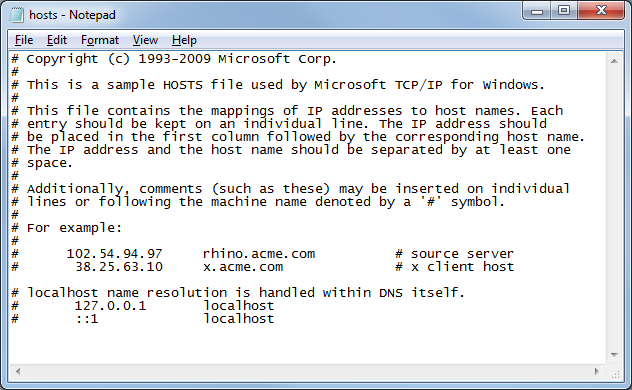 hosts - Notepad
File Edit Format View Help
# Copyright (c) 1993-2009 Microsoft Corp.
#
# This is a sample HOSTS file used by Microsoft TCP/IP for Windows.
#
# This file contains the mappings of IP addresses to host names. Each
# entry should be kept on an individual line. The IP address should
# be placed in the first column followed by the corresponding host name.
# The IP address and the host name should be separated by at least one
# space.
#
# Additionally, comments (such as these) may be inserted on individual
# lines or following the machine name denoted by a '#' symbol.
#
# For example:
#
#      102.54.94.97     rhino.acme.com          # source server
#       38.25.63.10     x.acme.com              # x client host

# localhost name resolution is handled within DNS itself.
#       127.0.0.1       localhost
#       ::1             localhost